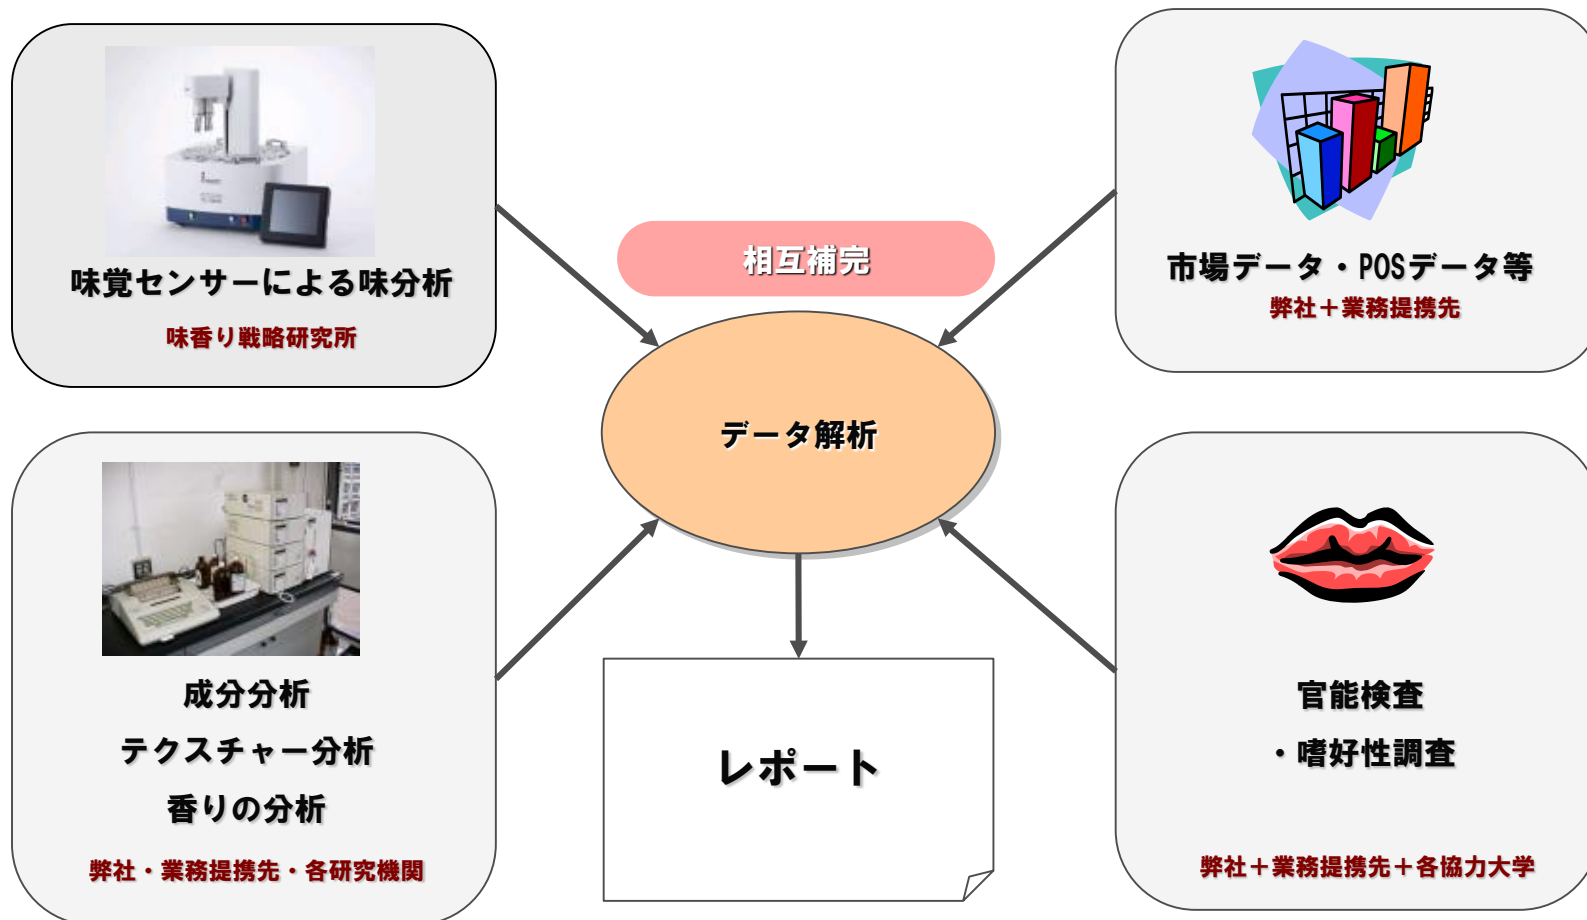 味覚センサーによる味分析
味香り戦略研究所
相互補完
市場データ・POSデータ等
弊社＋業務提携先
データ解析
成分分析
テクスチャー分析
香りの分析
弊社・業務提携先・各研究機関
レポート
官能検査
・嗜好性調査
弊社＋業務提携先＋各協力大学